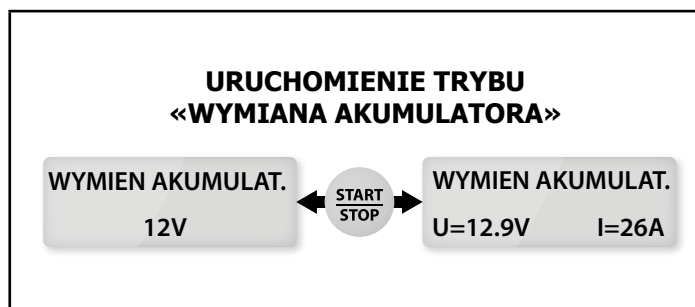 URUCHOMIENIE TRYBU
«WYMIANA AKUMULATORA»
WYMIEN AKUMULAT.
12V
START
STOP
WYMIEN AKUMULAT.
U=12.9V I=26A